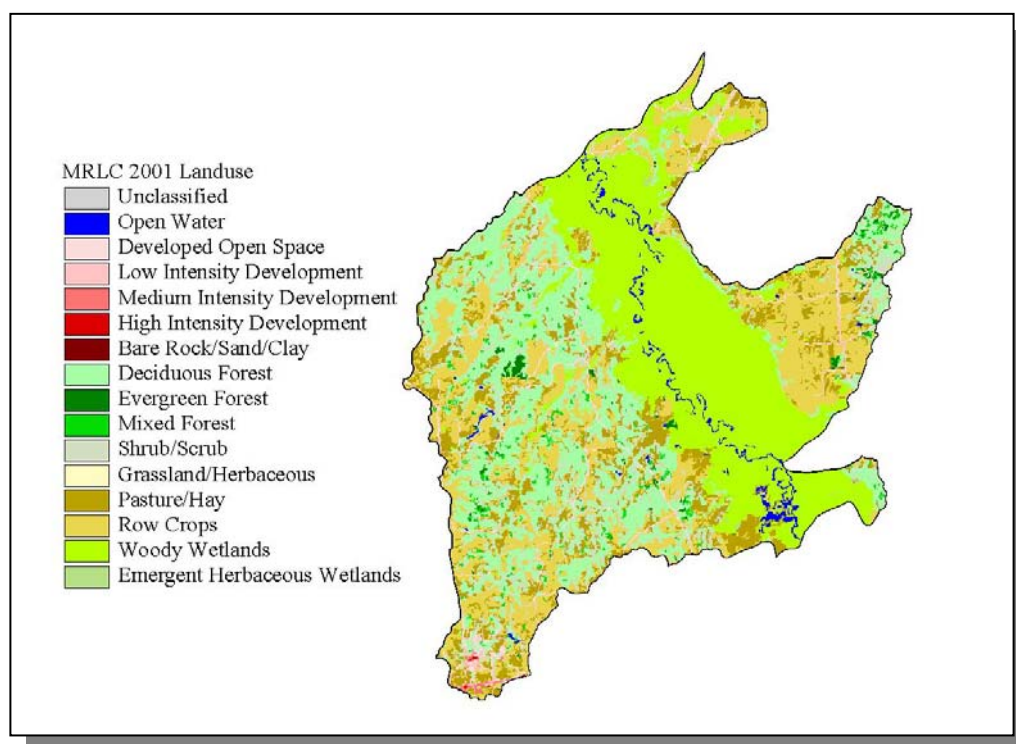 MRLC 2001 Landuse
Unclassified
Open Water
Developed Open Space
Low Intensity Development
Medium Intensity Development
High Intensity Development
Bare Rock/Sand/Clay
Deciduous Forest
Evergreen Forest
Mixed Forest
Shrub/Scrub
Grassland/Herbaceous
Pasture/Hay
Row Crops
Woody Wetlands
Emergent Herbaceous Wetlands